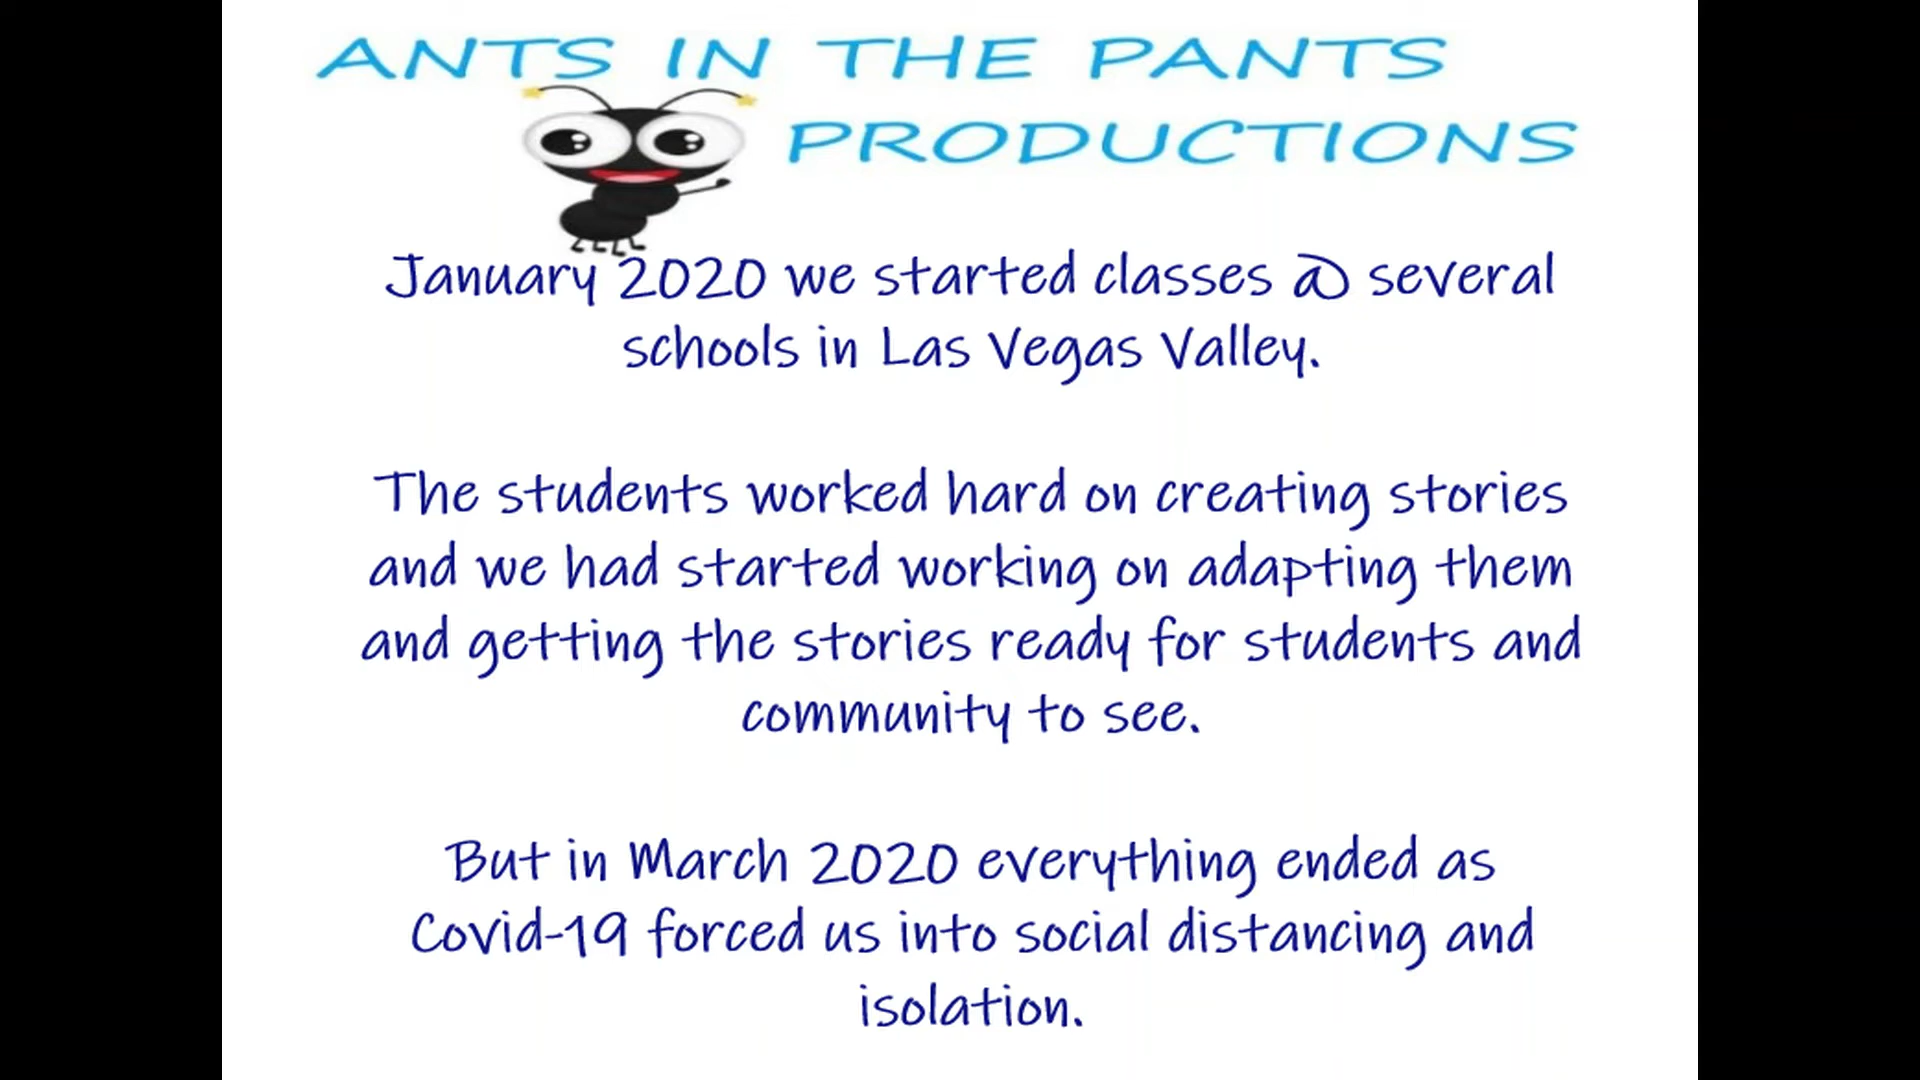 ANTS IN THE PANTS
PRODUCTIONS
January 2020 we started classes @ several
schools in Las Vegas Valley.
The students worked hard on creating stories
and we had started working on adapting them
and getting the stories ready for students and
community to see.
But in March 2020 everything ended as
Covid-19 forced us into social distancing and
isolation.